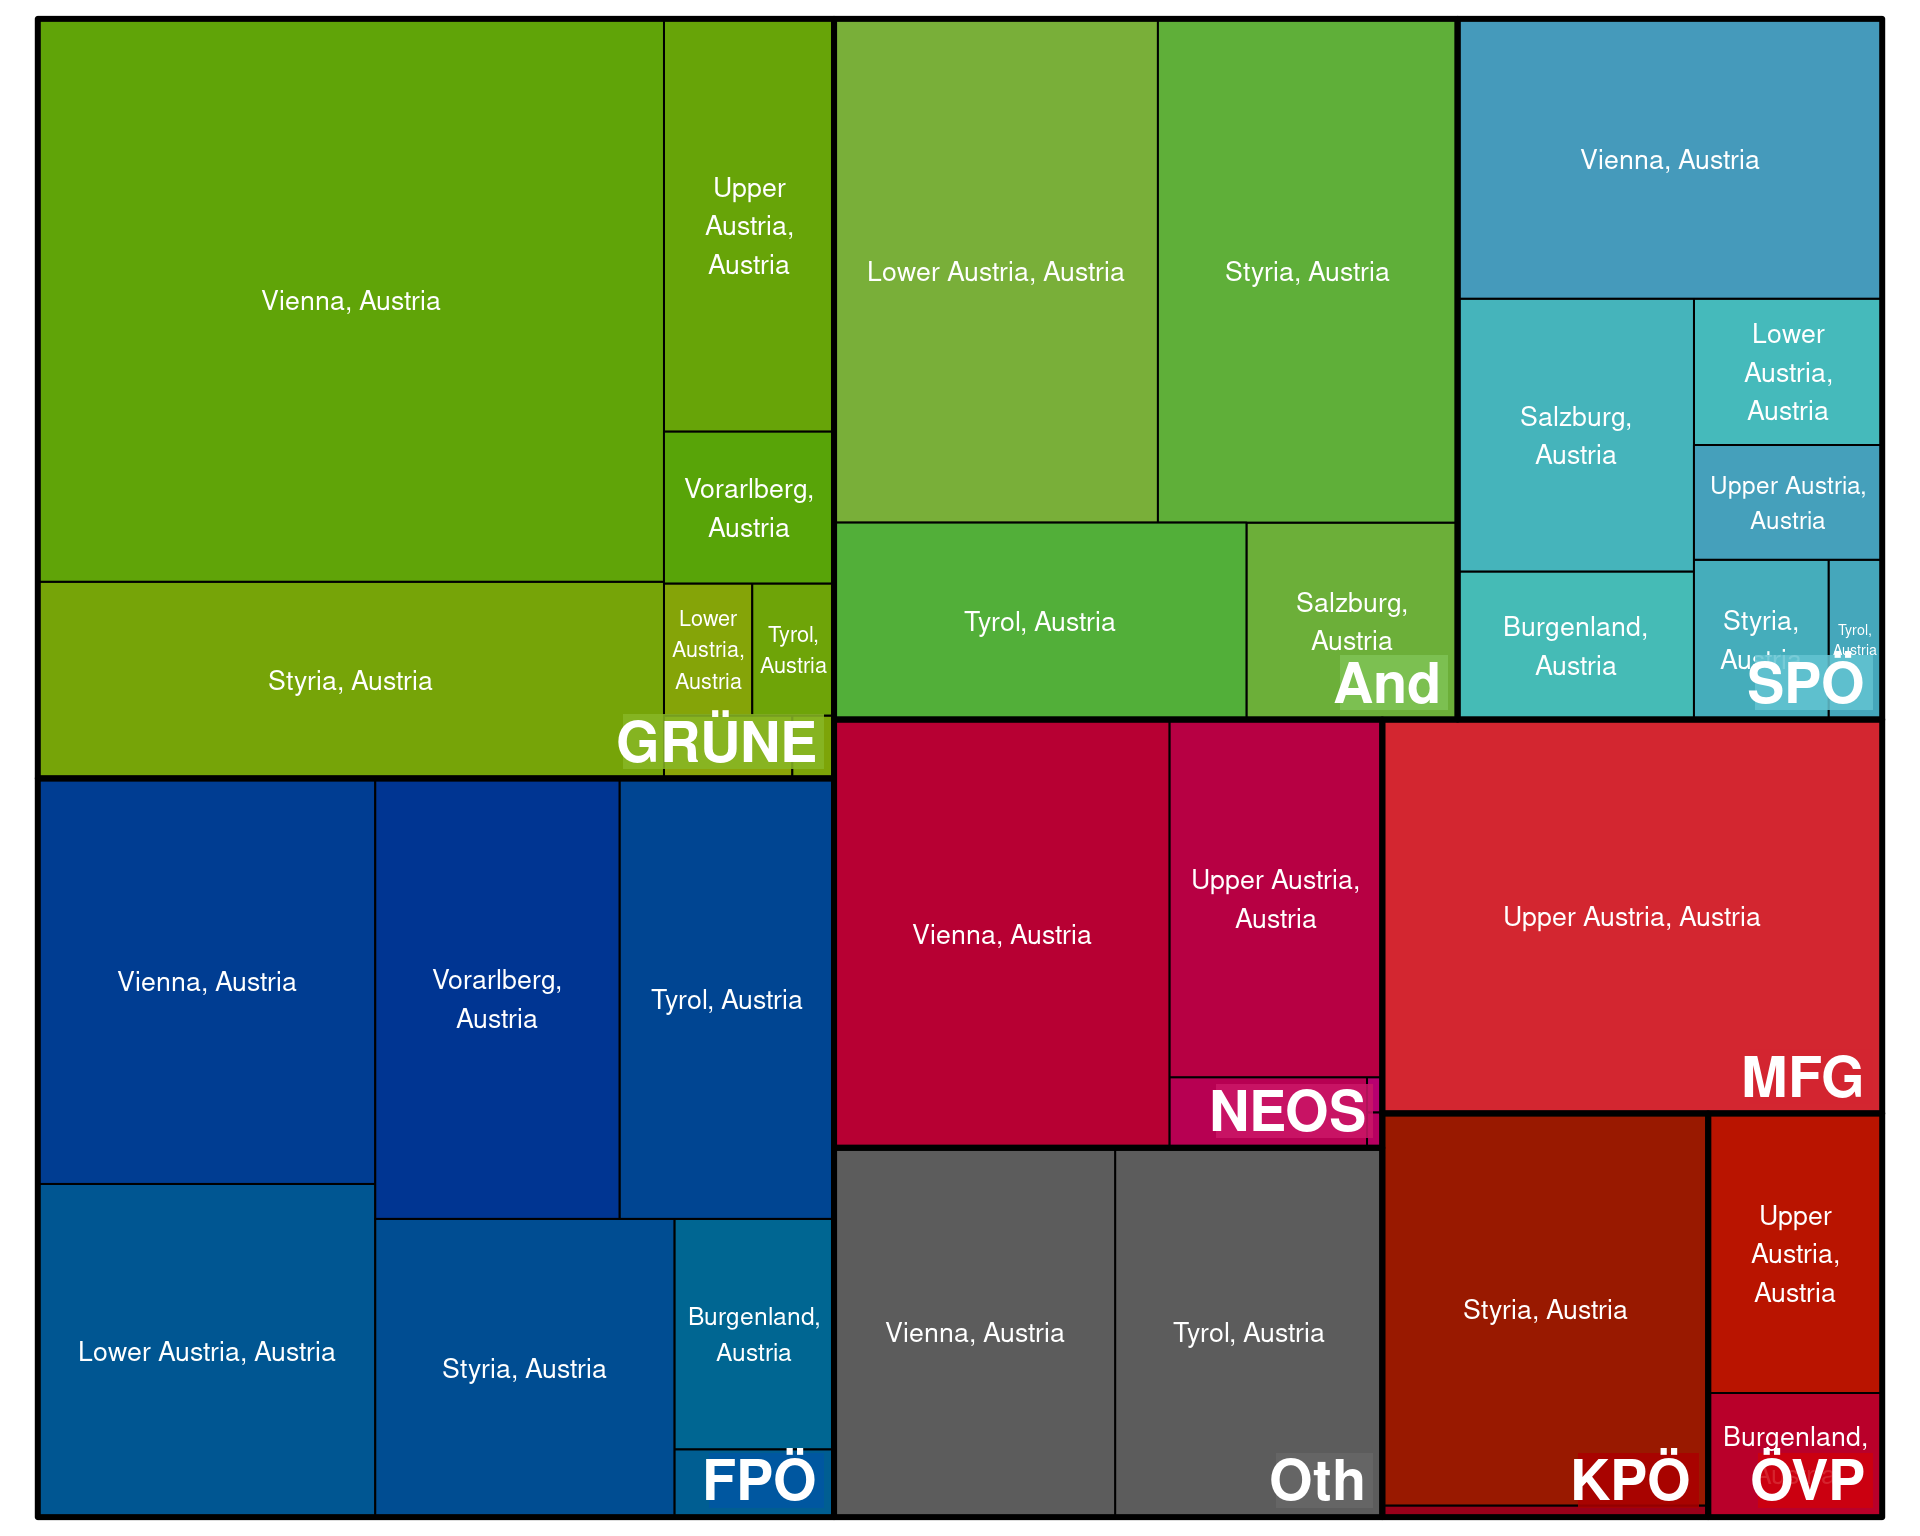 Vienna, Austria
Upper
Austria,
Austria
Vorarlberg,
Austria
Styria, Austria
Lower
Austria,
Austria
Tyrol,
Austria
GRÜNE
Lower Austria, Austria
Styria, Austria
Tyrol, Austria
Salzburg,
Austria
And
Vienna, Austria
Salzburg,
Austria
Lower
Austria,
Austria
Upper Austria,
Austria
Burgenland,
Austria
Styria,
Austria
Tyrol,
Austria
SPÖ
Vienna, Austria
Vorarlberg,
Austria
Tyrol, Austria
Lower Austria, Austria
Styria, Austria
Burgenland,
Austria
FPÖ
Vienna, Austria
Upper Austria,
Austria
NEOS
Upper Austria, Austria
MFG
Vienna, Austria
Tyrol, Austria
Oth
Styria, Austria
KPÖ
Upper
Austria,
Austria
Burgenland,
ÖVP